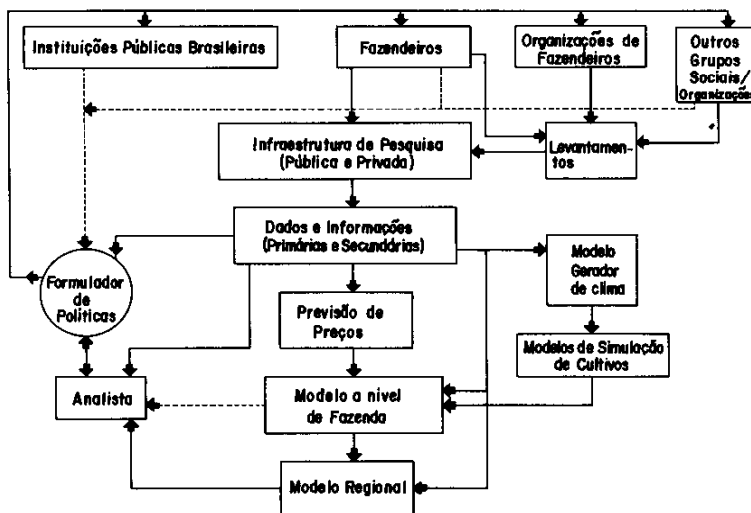 Instituições Públicas Brasileiras
Fazendeiros
Organizações de
Fazendeiros
Outros
Grupos
Sociais/
Organizações
Infraestrutura de Pesquisa
(Pública e Privada)
Levantamen-
tos
Dados e Informações
(Primárias e Secundárias)
Modelo
Gerador
de clima
Formulador
de
Políticas
Previsão de
Preços
Modelos de Simulação
de Cultivos
Analista
Modelo a nivel
de Fazenda
Modelo Regional